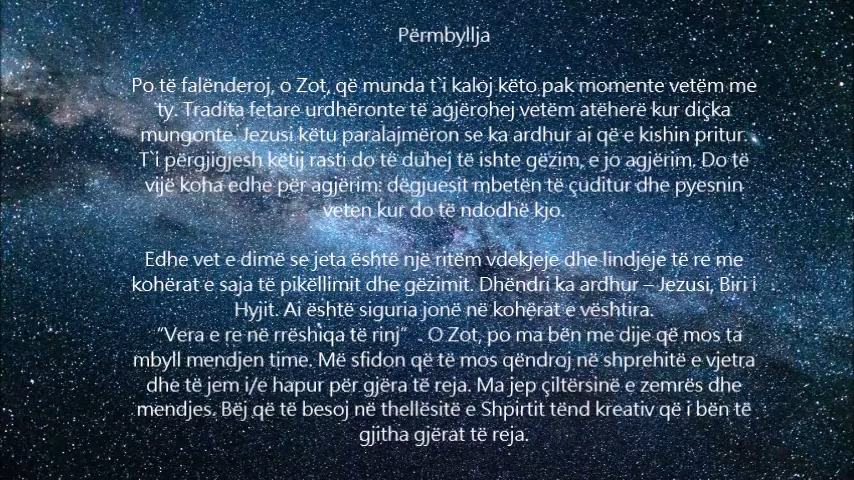 Përmbyllja
Po të falënderoj, o Zot, që munda t`i kaloj këto pak momente vetëm me
ty. Tradita fetare urdhëronte të agjërohej vetëm atëherë kur diçka
mungonte. Jezusi këtu paralajmëron se ka ardhur ai që e kishin pritur.
T`i përgjigjesh këtij rasti do të duhej të ishte gëzim, e jo agjërim. Do të
vijë koha edhe për agjërim: dëgjuesit mbetën të çuditur dhe pyesnin
veten kur do të ndodhë kjo.
Edhe vet e dimë se jeta është një ritëm vdekjeje dhe lindjeje të re me
kohërat e saja të pikëllimit dhe gëzimit. Dhëndri ka ardhur – Jezusi, Biri i
Hyjit. Ai është siguria jonë në kohërat e vështira.
“Vera e re në rrëshiqa të rinj” . O Zot, po ma bën me dije që mos ta
mbyll mendjen time. Më sfidon që të mos qëndroj në shprehitë e vjetra
dhe të jem i/e hapur për gjëra të reja. Ma jep çiltërsinë e zemrës dhe
mendjes. Bëj që të besoj në thellësitë e Shpirtit tënd kreativ që i bën të
gjitha gjërat të reja.